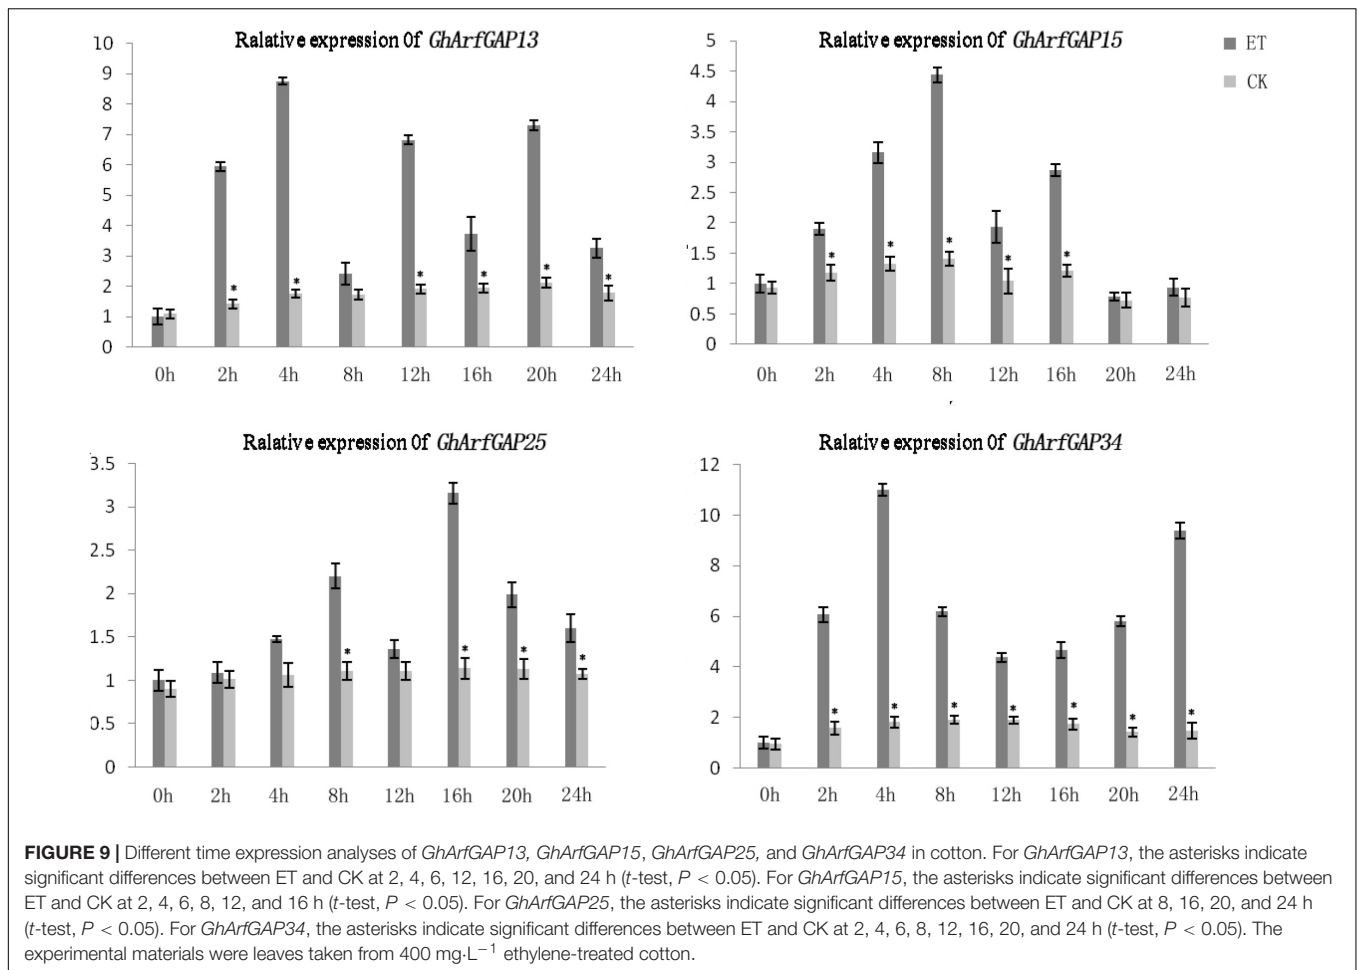 Ralative expression 0f GhArfGAP13
10
9
8
7
6
5
4
3
2
1
0
* * * * * *
0h 2h 4h 8h 12h 16h 20h 24h
Ralative expression 0f GhArfGAP15
5
4.5
4
3.5
3
2.5
2
1.5
1
0.5
0
* * * * *
0h 2h 4h 8h 12h 16h 20h 24h
ET
CK
Ralative expression 0f GhArfGAP25
3.5
3
2.5
2
1.5
1
0.5
0
* * * *
0h 2h 4h 8h 12h 16h 20h 24h
Ralative expression 0f GhArfGAP34
12
10
8
6
4
2
0
* * * * * * *
0h 2h 4h 8h 12h 16h 20h 24h
FIGURE 9 | Different time expression analyses of GhArfGAP13, GhArfGAP15, GhArfGAP25, and GhArfGAP34 in cotton. For GhArfGAP13, the asterisks indicate
significant differences between ET and CK at 2, 4, 6, 12, 16, 20, and 24 h (t-test, P < 0.05). For GhArfGAP15, the asterisks indicate significant differences between
ET and CK at 2, 4, 6, 8, 12, and 16 h (t-test, P < 0.05). For GhArfGAP25, the asterisks indicate significant differences between ET and CK at 8, 16, 20, and 24 h
(t-test, P < 0.05). For GhArfGAP34, the asterisks indicate significant differences between ET and CK at 2, 4, 6, 8, 12, 16, 20, and 24 h (t-test, P < 0.05). The
experimental materials were leaves taken from 400 mg·L⁻¹ ethylene-treated cotton.